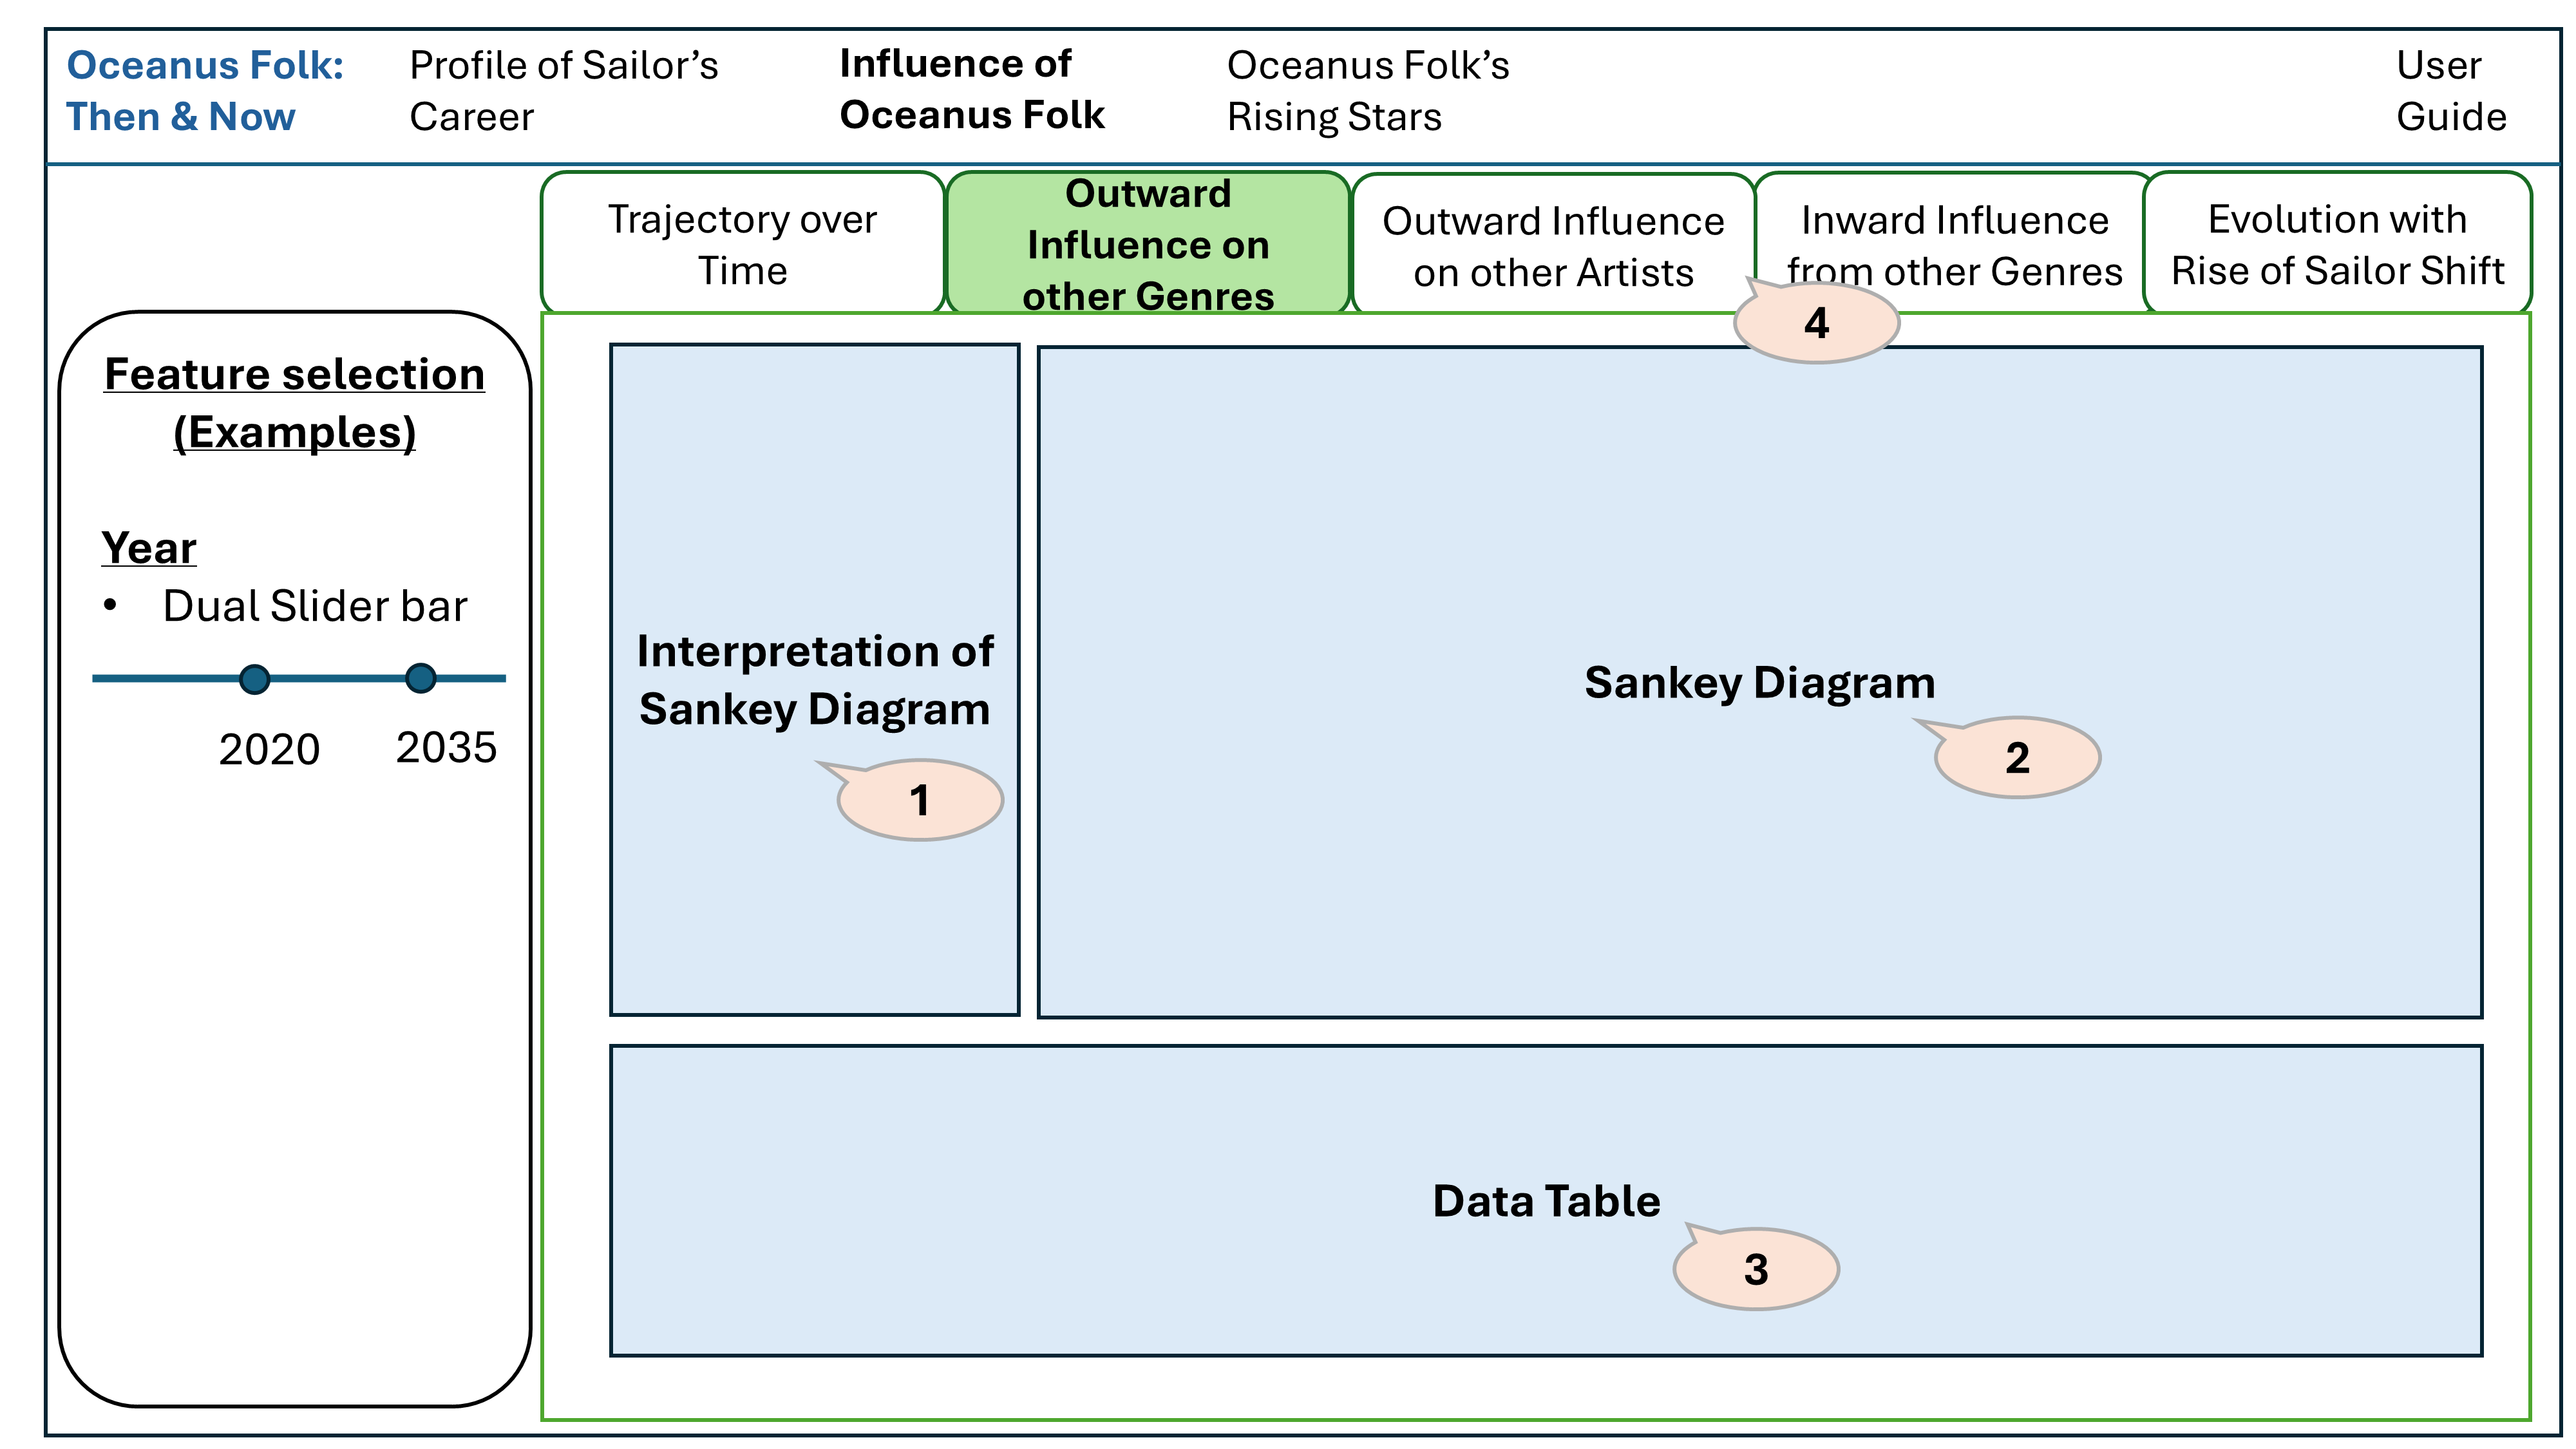 Oceanus Folk:
Then & Now
Profile of Sailor’s
Career
Influence of
Oceanus Folk
Oceanus Folk’s
Rising Stars
User
Guide
Trajectory over
Time
Outward
Influence on
other Genres
Outward Influence
on other Artists
Inward Influence
from other Genres
Evolution with
Rise of Sailor Shift
4
Feature selection
(Examples)
Year
• Dual Slider bar
2020
2035
Interpretation of
Sankey Diagram
1
Sankey Diagram
2
Data Table
3